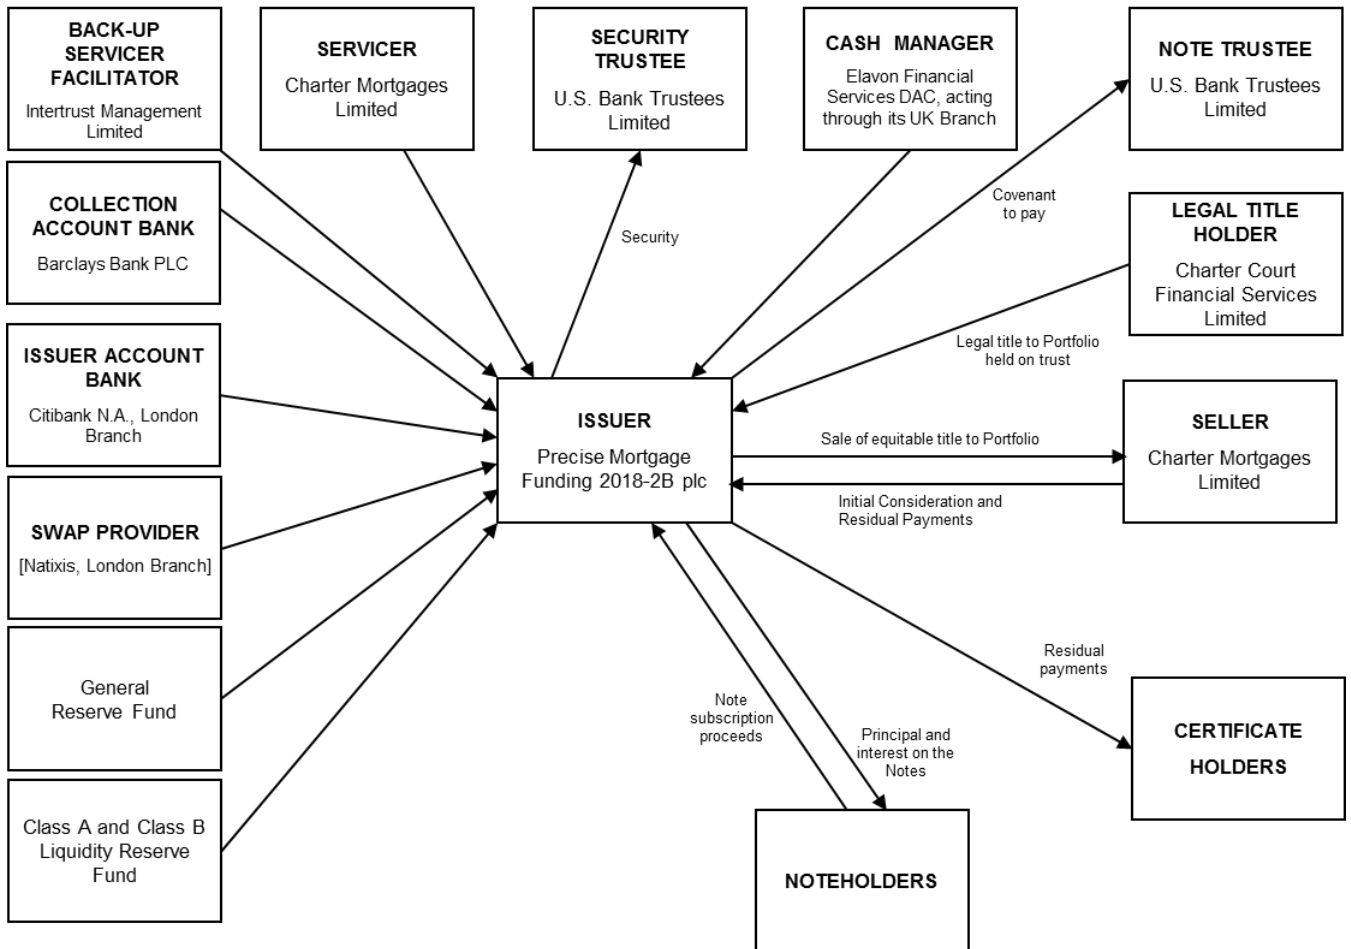 BACK-UP
SERVICER
FACILITATOR
Intertrust Management
Limited
SERVICER
Charter Mortgages
Limited
SECURITY
TRUSTEE
U.S. Bank Trustees
Limited
CASH MANAGER
Elavon Financial
Services DAC, acting
through its UK Branch
NOTE TRUSTEE
U.S. Bank Trustees
Limited
COLLECTION
ACCOUNT BANK
Barclays Bank PLC
Security
Covenant
to pay
LEGAL TITLE
HOLDER
Charter Court
Financial Services
Limited
ISSUER ACCOUNT
BANK
Citibank N.A., London
Branch
Legal title to Portfolio
held on trust
ISSUER
Precise Mortgage
Funding 2018-2B plc
Sale of equitable title to Portfolio
Initial Consideration and
Residual Payments
SELLER
Charter Mortgages
Limited
SWAP PROVIDER
[Natixis, London Branch]
General
Reserve Fund
Note
subscription
proceeds
Principal and
interest on the
Notes
Residual
payments
CERTIFICATE
HOLDERS
Class A and Class B
Liquidity Reserve
Fund
NOTEHOLDERS